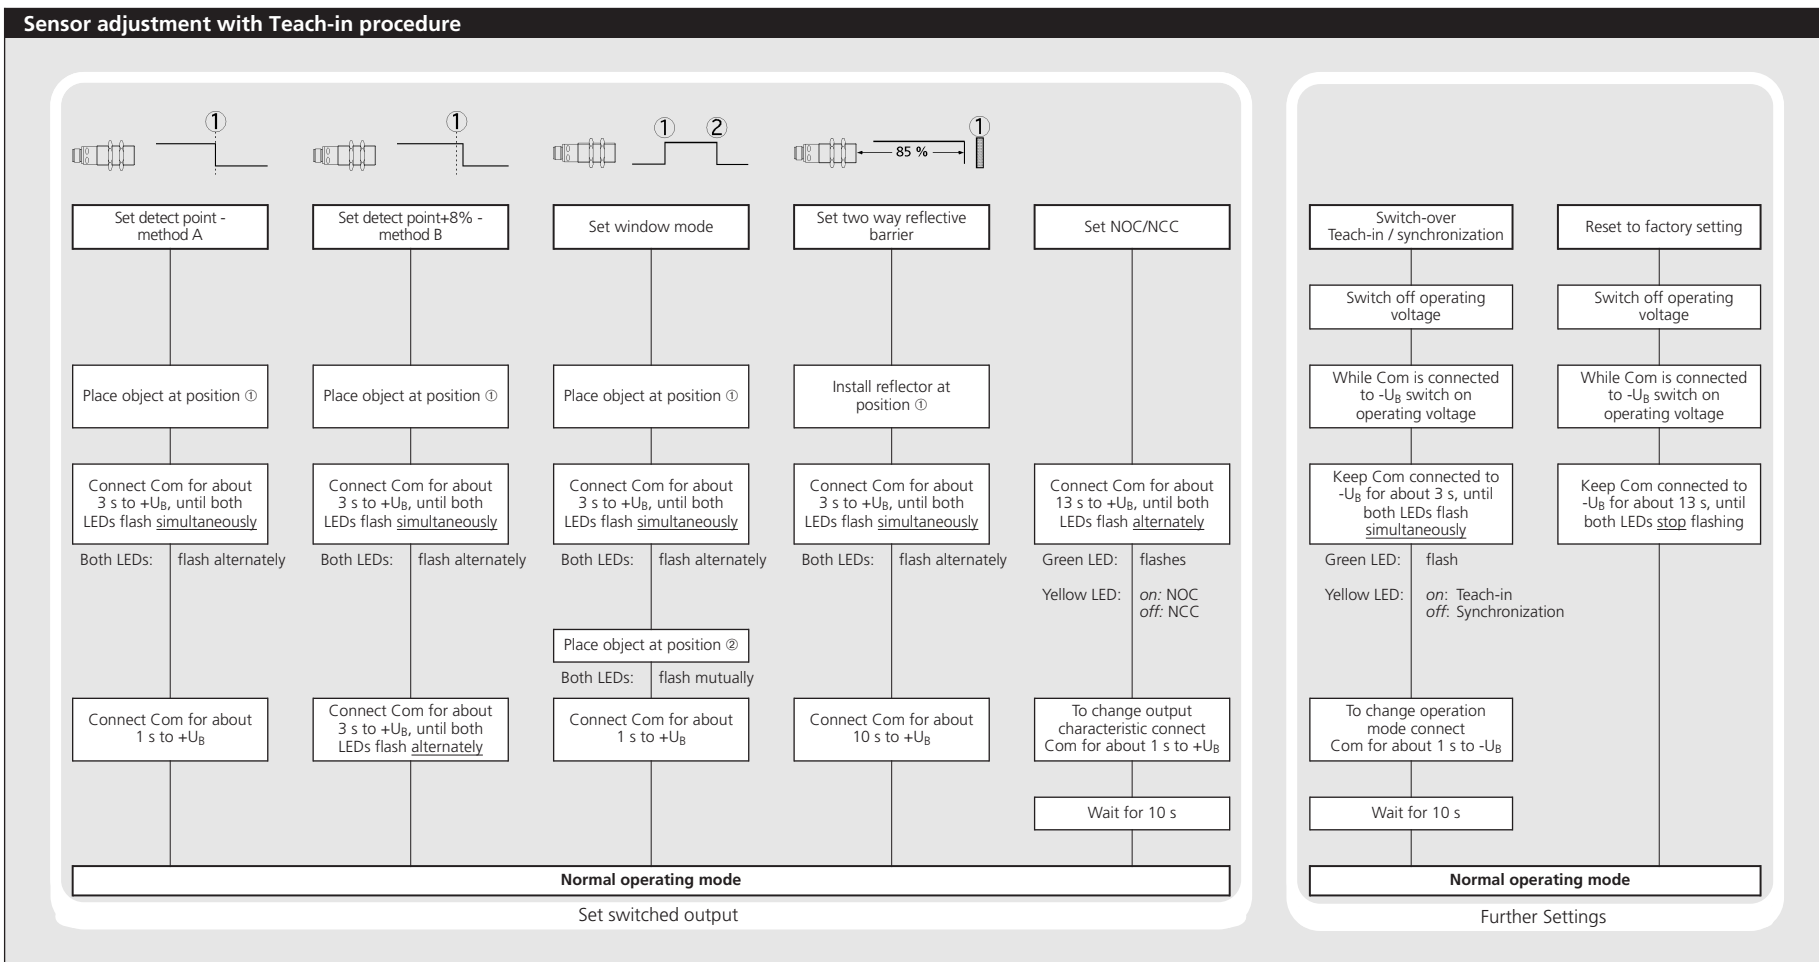 Sensor adjustment with Teach-in procedure
①
Set detect point -
method A
Place object at position ①
Connect Com for about
3 s to +UB, until both
LEDs flash simultaneously
Both LEDs: flash alternately
Connect Com for about
1 s to +UB
①
Set detect point+8% -
method B
Place object at position ①
Connect Com for about
3 s to +UB, until both
LEDs flash simultaneously
Both LEDs: flash alternately
Connect Com for about
3 s to +UB, until both
LEDs flash alternately
① ②
Set window mode
Place object at position ①
Connect Com for about
3 s to +UB, until both
LEDs flash simultaneously
Both LEDs: flash alternately
Place object at position ②
Both LEDs: flash mutually
Connect Com for about
1 s to +UB
①
85 %
Set two way reflective
barrier
Install reflector at
position ①
Connect Com for about
3 s to +UB, until both
LEDs flash simultaneously
Both LEDs: flash alternately
Connect Com for about
10 s to +UB
Set NOC/NCC
Connect Com for about
13 s to +UB, until both
LEDs flash alternately
Green LED: flashes
Yellow LED: on: NOC
off: NCC
To change output
characteristic connect
Com for about 1 s to +UB
Wait for 10 s
Normal operating mode
Set switched output
Switch-over
Teach-in / synchronization
Switch off operating
voltage
While Com is connected
to -UB switch on
operating voltage
Keep Com connected to
-UB for about 3 s, until
both LEDs flash
simultaneously
Green LED: flash
Yellow LED: on: Teach-in
off: Synchronization
To change operation
mode connect
Com for about 1 s to -UB
Wait for 10 s
Reset to factory setting
Switch off operating
voltage
While Com is connected
to -UB switch on
operating voltage
Keep Com connected to
-UB for about 13 s, until
both LEDs stop flashing
Normal operating mode
Further Settings